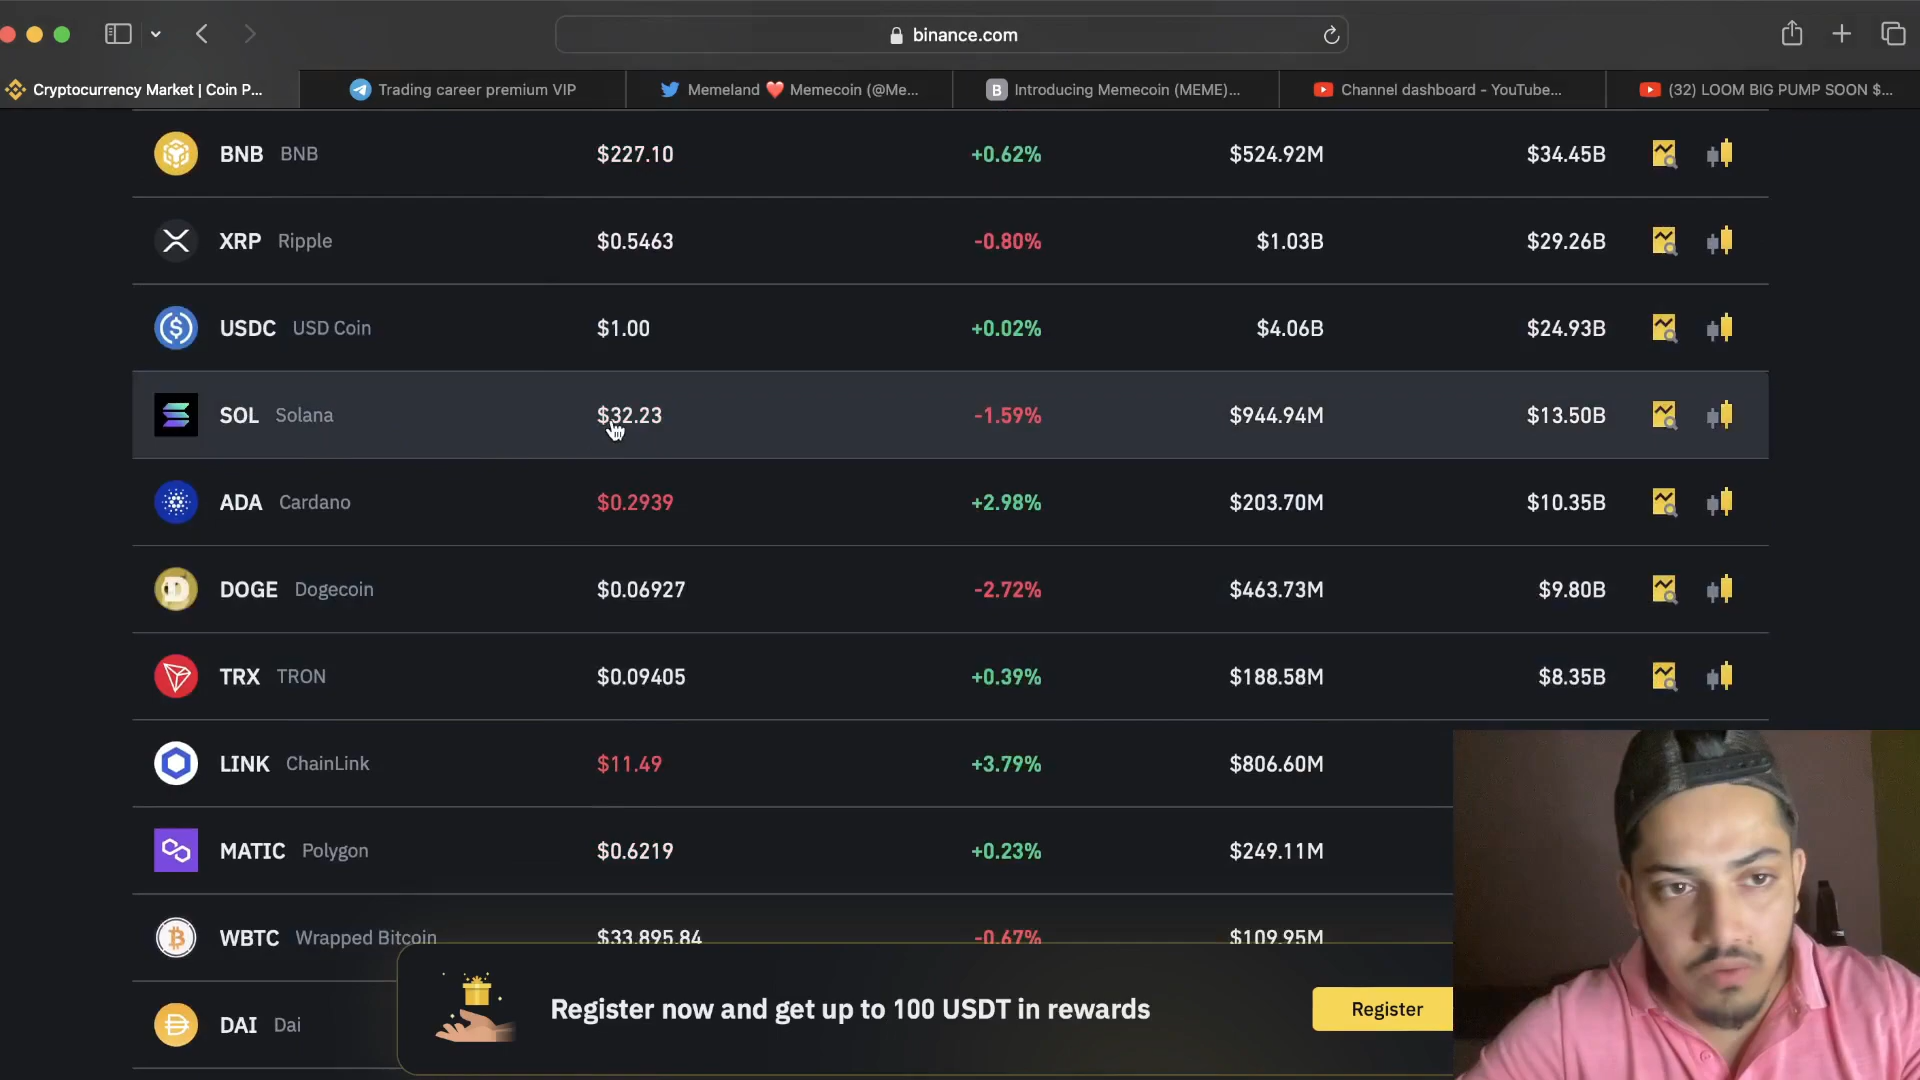 binance.com
Cryptocurrency Market | Coin P...
Trading career premium VIP
Memeland ❤️ Memecoin (@Me...
B Introducing Memecoin (MEME)...
Channel dashboard - YouTube...
(32) LOOM BIG PUMP SOON $...
BNB BNB $227.10 +0.62% $524.92M $34.45B
XRP Ripple $0.5463 -0.80% $1.03B $29.26B
USDC USD Coin $1.00 +0.02% $4.06B $24.93B
SOL Solana $32.23 -1.59% $944.94M $13.50B
ADA Cardano $0.2939 +2.98% $203.70M $10.35B
DOGE Dogecoin $0.06927 -2.72% $463.73M $9.80B
TRX TRON $0.09405 +0.39% $188.58M $8.35B
LINK ChainLink $11.49 +3.79% $806.60M
MATIC Polygon $0.6219 +0.23% $249.11M
WBTC Wrapped Bitcoin $33,895.84 -0.67% $109.95M
DAI Dai
Register now and get up to 100 USDT in rewards
Register